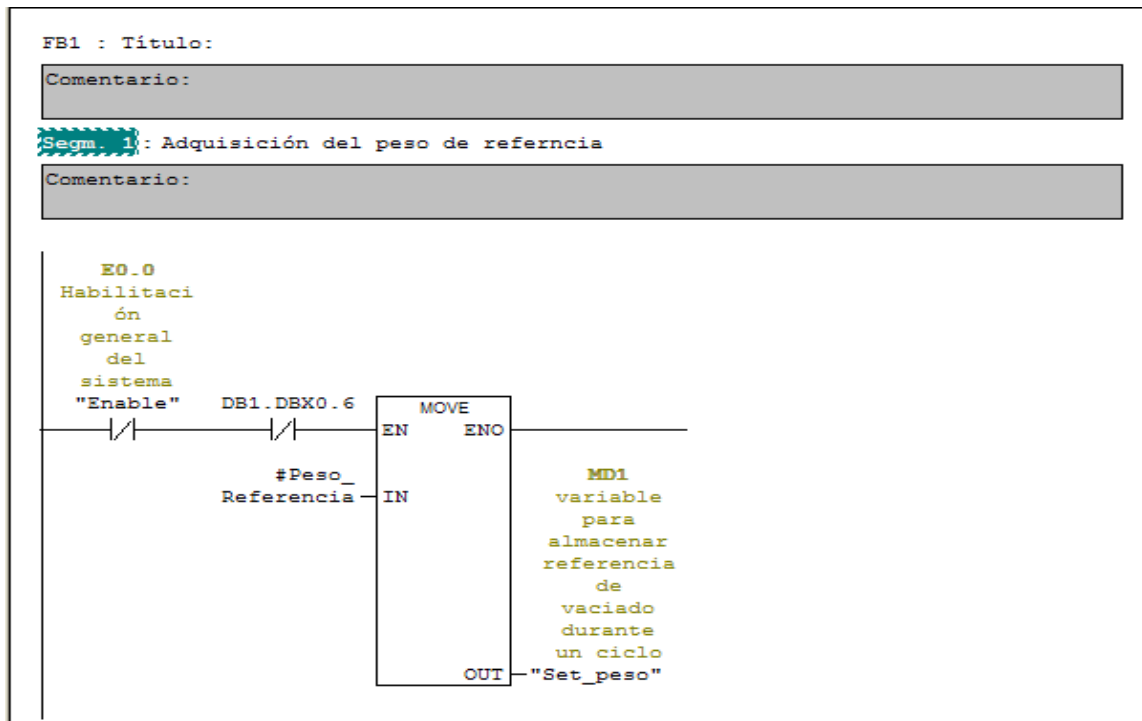 FB1 : Título:
Comentario:
Segm. 1: Adquisición del peso de referncia
Comentario:
E0.0
Habilitaci
ón
general
del
sistema
"Enable"
DB1.DBX0.6
MOVE
EN ENO
#Peso_
Referencia
IN
MD1
variable
para
almacenar
referencia
de
vaciado
durante
un ciclo
OUT
"Set_peso"